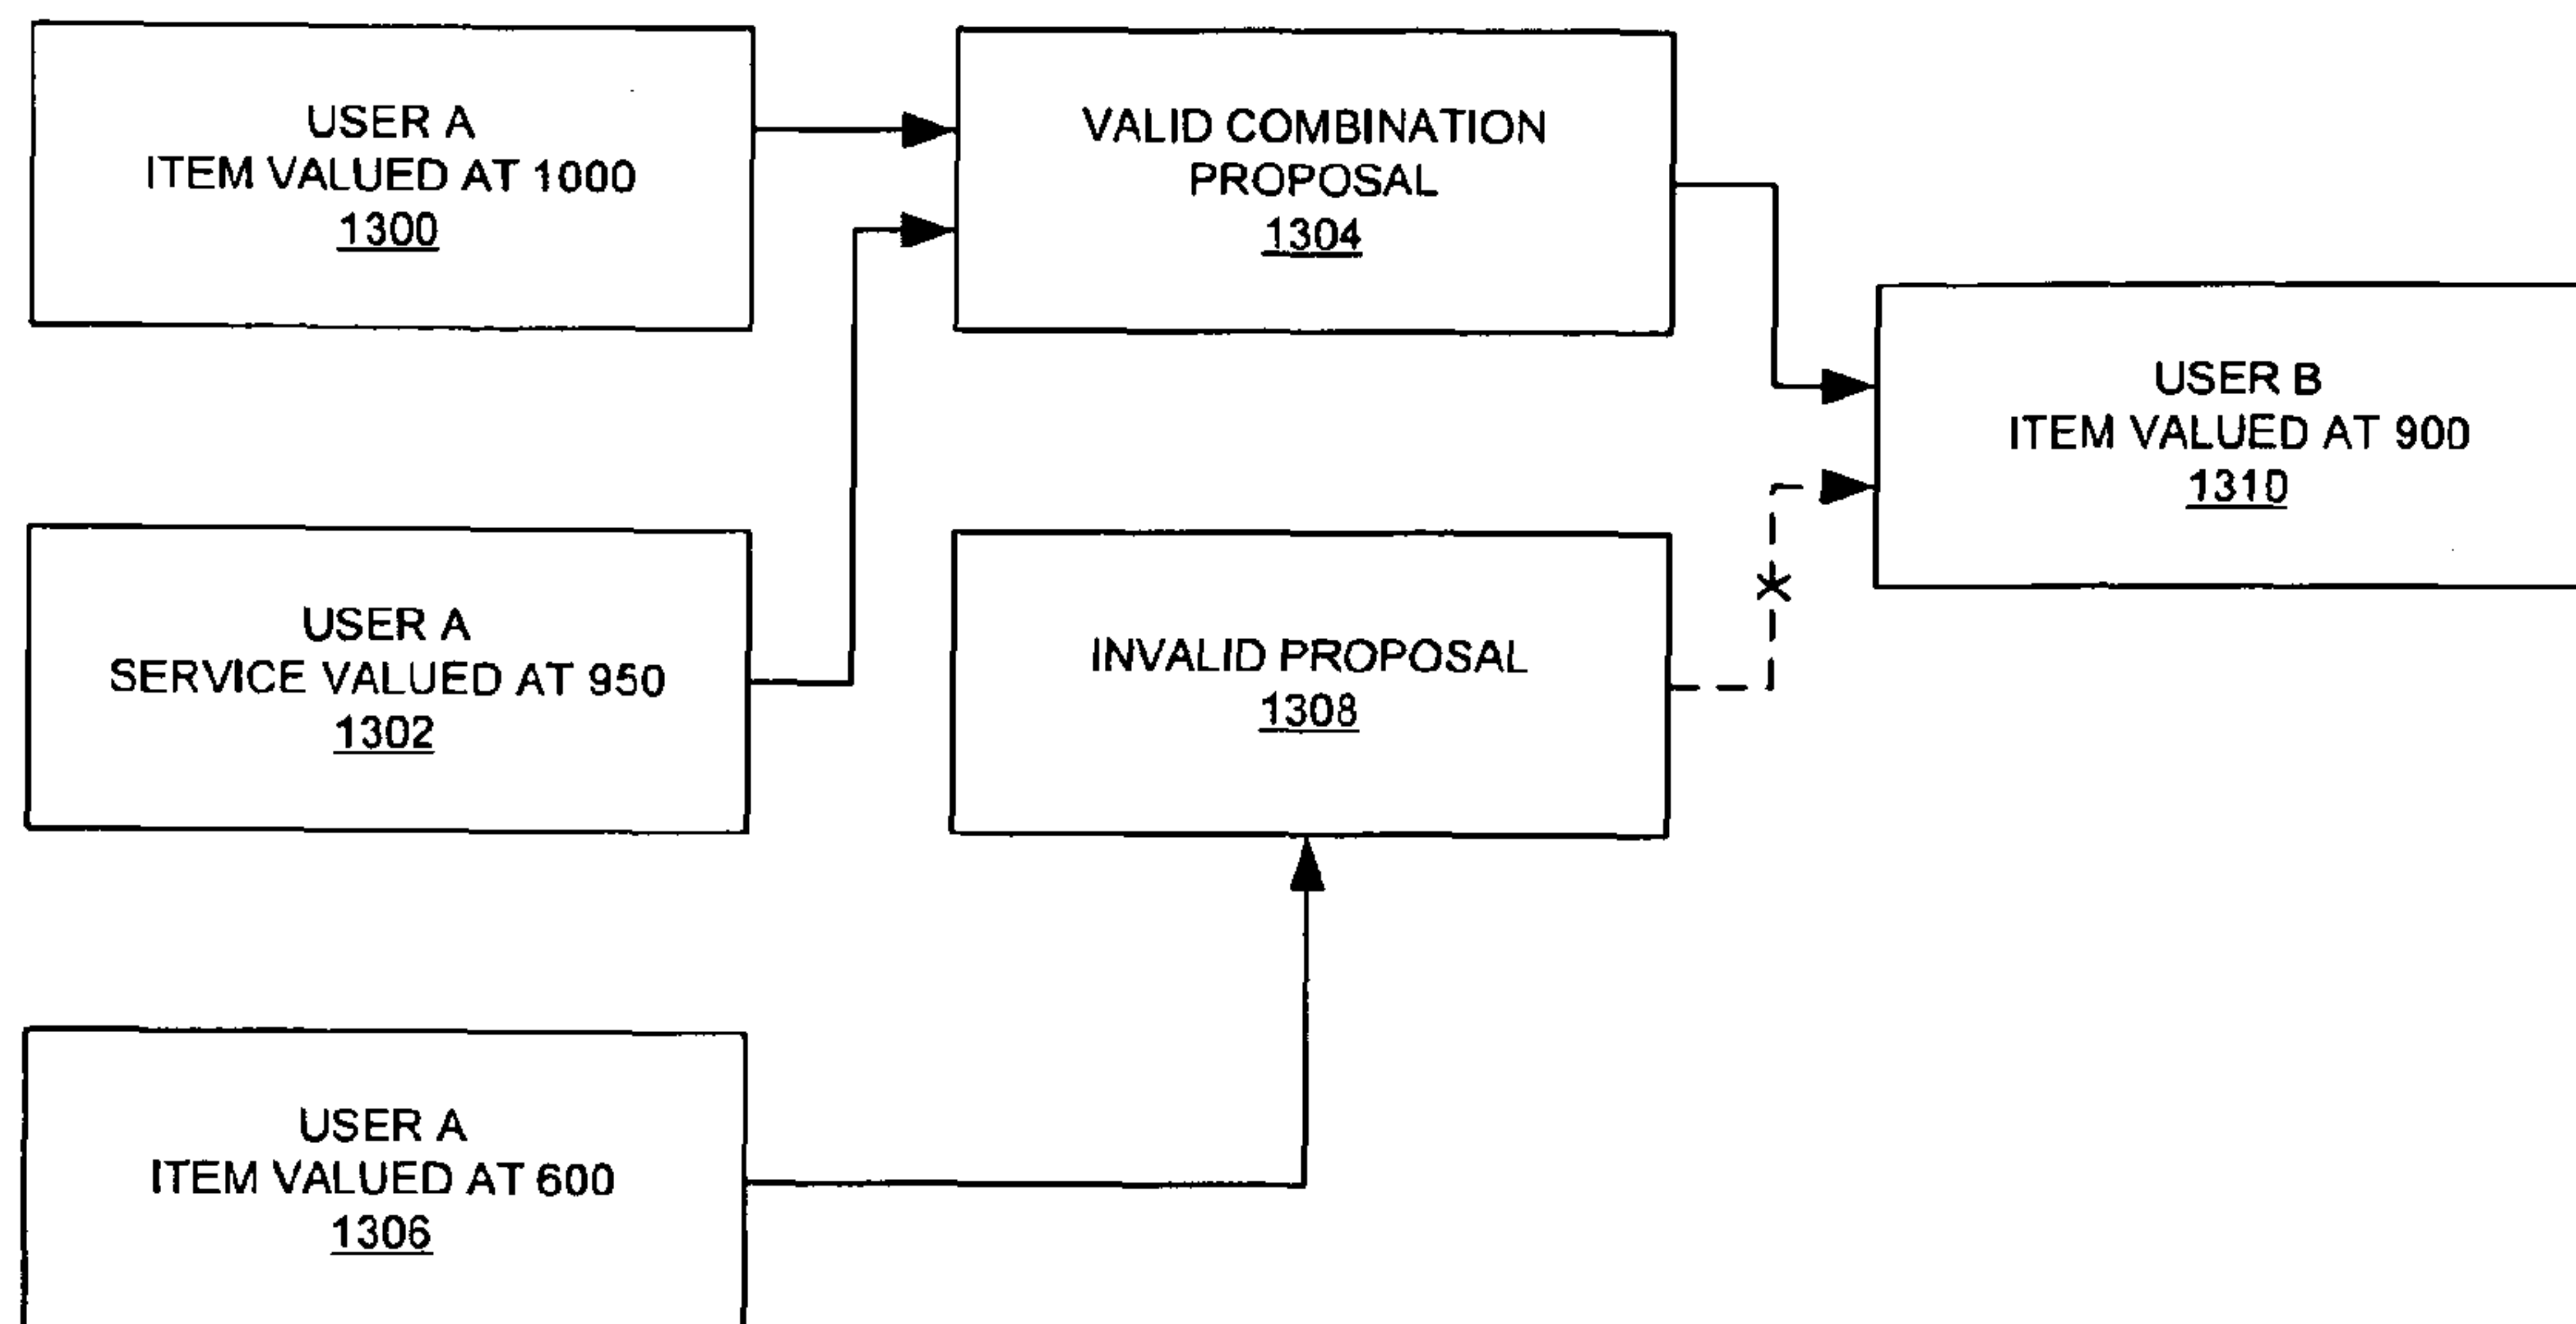 USER A
ITEM VALUED AT 1000
1300
VALID COMBINATION
PROPOSAL
1304
USER B
ITEM VALUED AT 900
1310
USER A
SERVICE VALUED AT 950
1302
INVALID PROPOSAL
1308
USER A
ITEM VALUED AT 600
1306